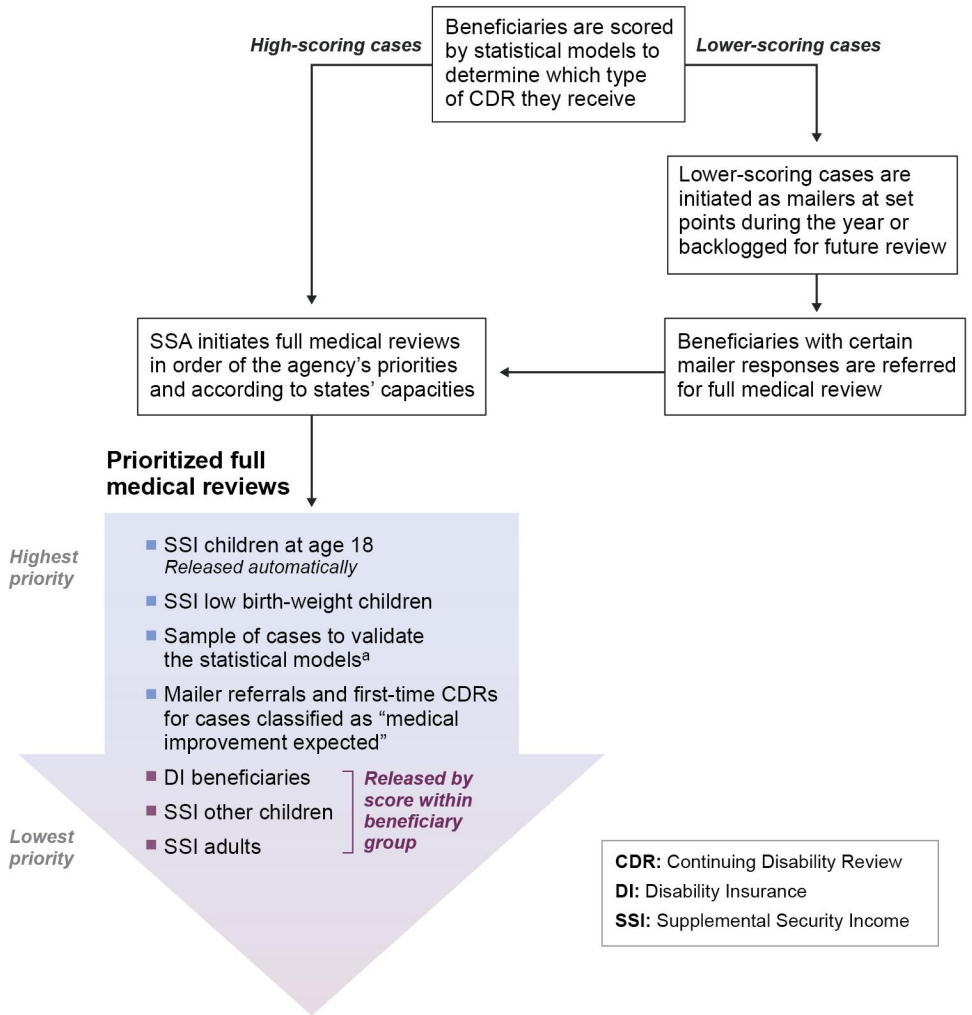 High-scoring cases
Beneficiaries are scored
by statistical models to
determine which type
of CDR they receive
Lower-scoring cases
Lower-scoring cases are
initiated as mailers at set
points during the year or
backlogged for future review
SSA initiates full medical reviews
in order of the agency’s priorities
and according to states’ capacities
Beneficiaries with certain
mailer responses are referred
for full medical review
Prioritized full
medical reviews
Highest
priority
SSI children at age 18
Released automatically
SSI low birth-weight children
Sample of cases to validate
the statistical modelsª
Mailer referrals and first-time CDRs
for cases classified as “medical
improvement expected”
DI beneficiaries
SSI other children
SSI adults
Released by
score within
beneficiary
group
Lowest
priority
CDR: Continuing Disability Review
DI: Disability Insurance
SSI: Supplemental Security Income